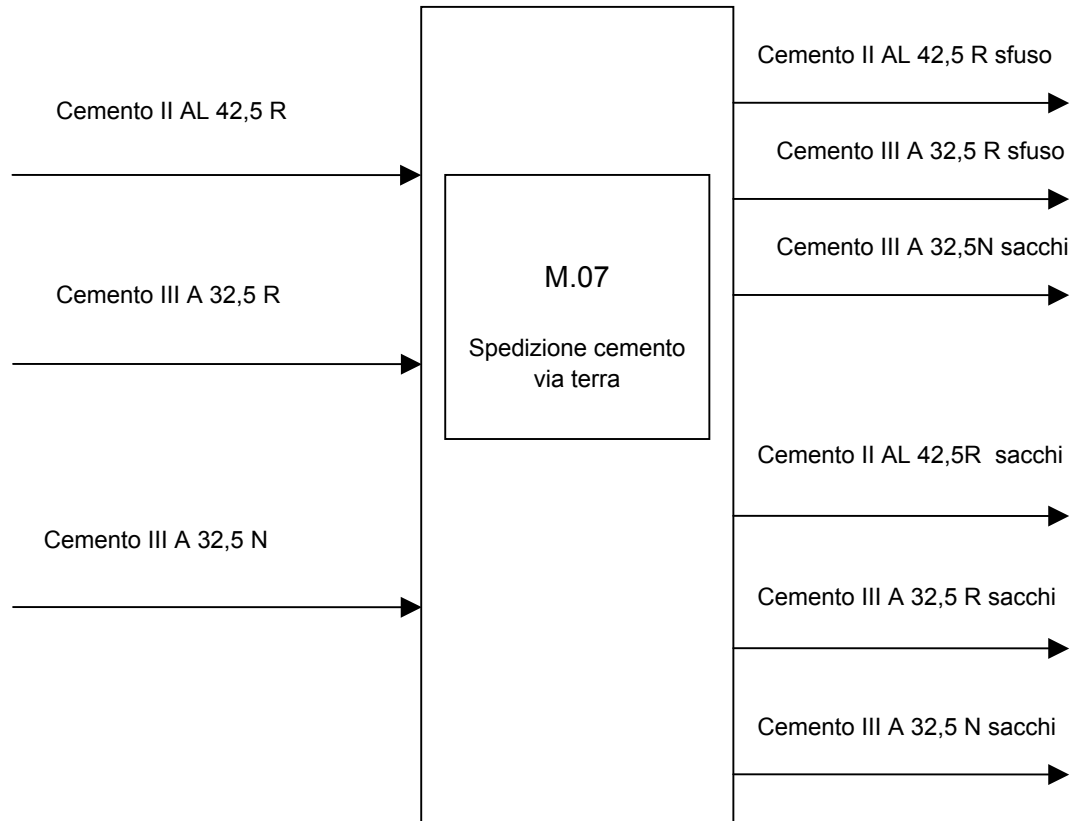 Cemento II AL 42,5 R
Cemento III A 32,5 R
Cemento III A 32,5 N
M.07
Spedizione cemento
via terra
Cemento II AL 42,5 R sfuso
Cemento III A 32,5 R sfuso
Cemento III A 32,5N sacchi
Cemento II AL 42,5R  sacchi
Cemento III A 32,5 R sacchi
Cemento III A 32,5 N sacchi